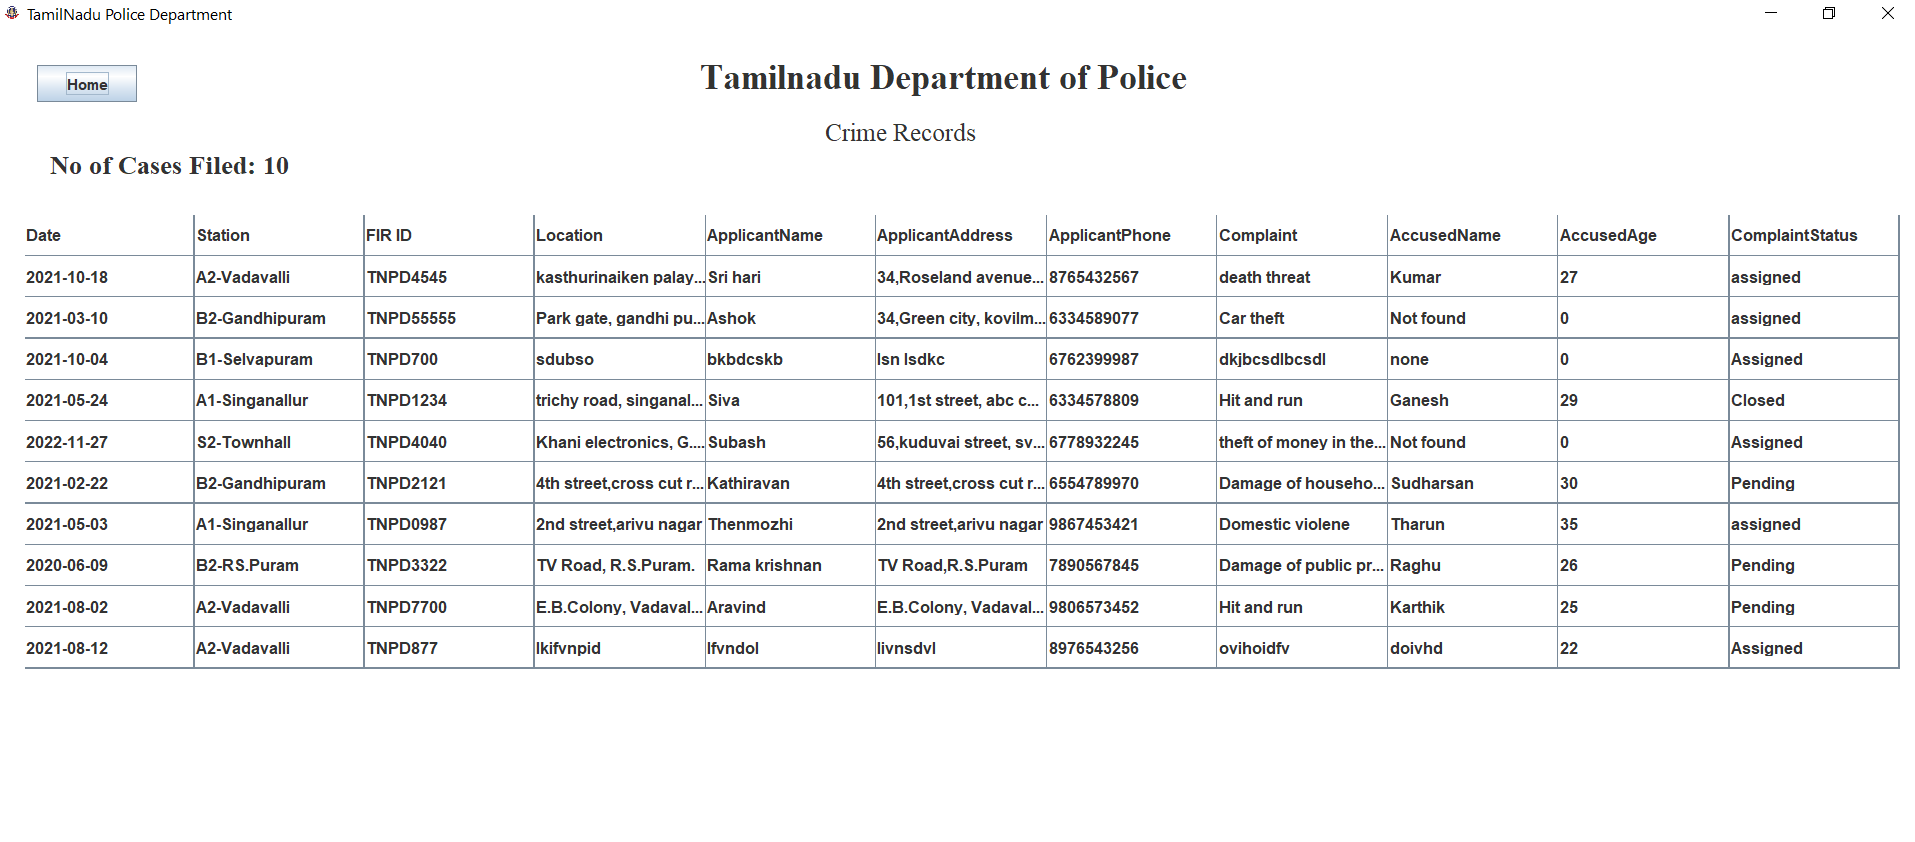 TamilNadu Police Department
Home
Tamilnadu Department of Police
Crime Records
No of Cases Filed: 10
Date Station FIR ID Location ApplicantName ApplicantAddress ApplicantPhone Complaint AccusedName AccusedAge ComplaintStatus
2021-10-18 A2-Vadavalli TNPD4545 kasthurinaiken palay... Sri hari 34,Roseland avenue... 8765432567 death threat Kumar 27 assigned
2021-03-10 B2-Gandhipuram TNPD55555 Park gate, gandhi pu... Ashok 34,Green city, kovilm... 6334589077 Car theft Not found 0 assigned
2021-10-04 B1-Selvapuram TNPD700 sdubso bkbdcskb lsn lsdkc 6762399987 dkjbcsdlbcsdl none 0 Assigned
2021-05-24 A1-Singanallur TNPD1234 trichy road, singanal... Siva 101,1st street, abc c... 6334578809 Hit and run Ganesh 29 Closed
2022-11-27 S2-Townhall TNPD4040 Khani electronics, G.... Subash 56,kuduvai street, sv... 6778932245 theft of money in the... Not found 0 Assigned
2021-02-22 B2-Gandhipuram TNPD2121 4th street,cross cut r... Kathiravan 4th street,cross cut r... 6554789970 Damage of househo... Sudharsan 30 Pending
2021-05-03 A1-Singanallur TNPD0987 2nd street,arivu nagar Thenmozhi 2nd street,arivu nagar 9867453421 Domestic violene Tharun 35 assigned
2020-06-09 B2-RS.Puram TNPD3322 TV Road, R.S.Puram. Rama krishnan TV Road,R.S.Puram 7890567845 Damage of public pr... Raghu 26 Pending
2021-08-02 A2-Vadavalli TNPD7700 E.B.Colony, Vadaval... Aravind E.B.Colony, Vadaval... 9806573452 Hit and run Karthik 25 Pending
2021-08-12 A2-Vadavalli TNPD877 lkifvnpid lfvndol livnsdvl 8976543256 ovihoidfv doivhd 22 Assigned